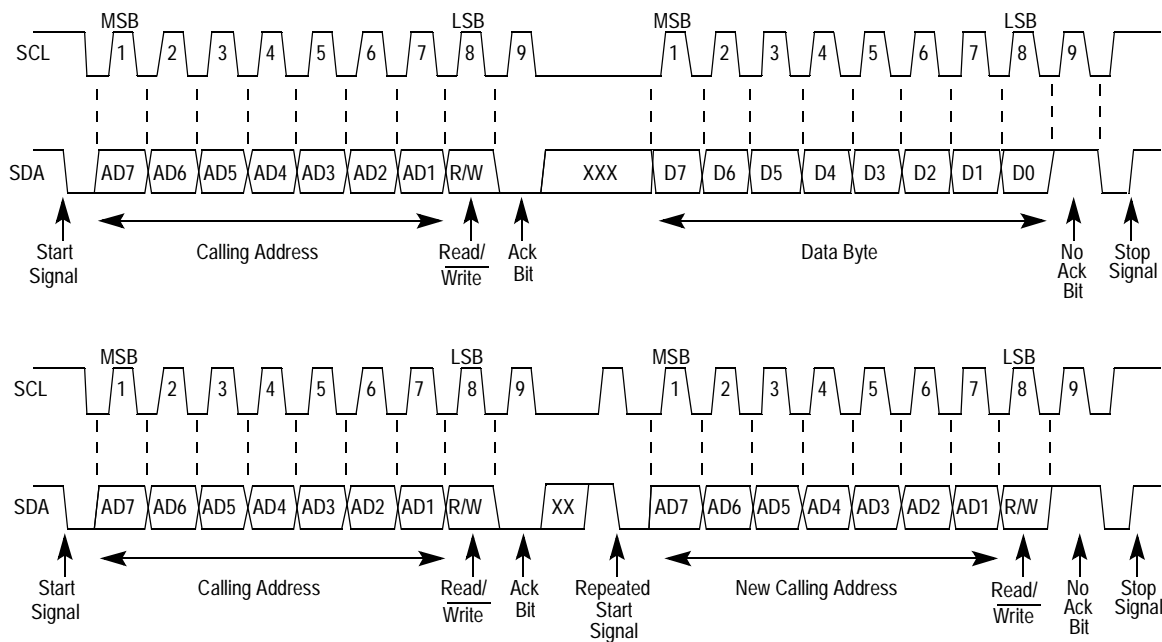 MSB LSB MSB LSB
SCL 1 2 3 4 5 6 7 8 9 1 2 3 4 5 6 7 8 9
SDA AD7 AD6 AD5 AD4 AD3 AD2 AD1 R/W XXX D7 D6 D5 D4 D3 D2 D1 D0
Start
Signal
Calling Address
Read/
Write
Ack
Bit
Data Byte
No
Ack
Bit
Stop
Signal
MSB LSB MSB LSB
SCL 1 2 3 4 5 6 7 8 9 1 2 3 4 5 6 7 8 9
SDA AD7 AD6 AD5 AD4 AD3 AD2 AD1 R/W XX AD7 AD6 AD5 AD4 AD3 AD2 AD1 R/W
Start
Signal
Calling Address
Read/
Write
Ack
Bit
Repeated
Start
Signal
New Calling Address
Read/
Write
No
Ack
Bit
Stop
Signal